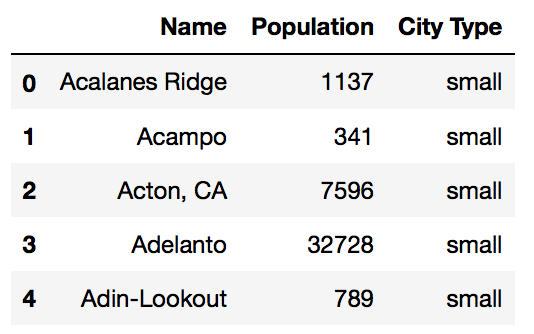 Name Population City Type
0 Acalanes Ridge 1137 small
1 Acampo 341 small
2 Acton, CA 7596 small
3 Adelanto 32728 small
4 Adin-Lookout 789 small